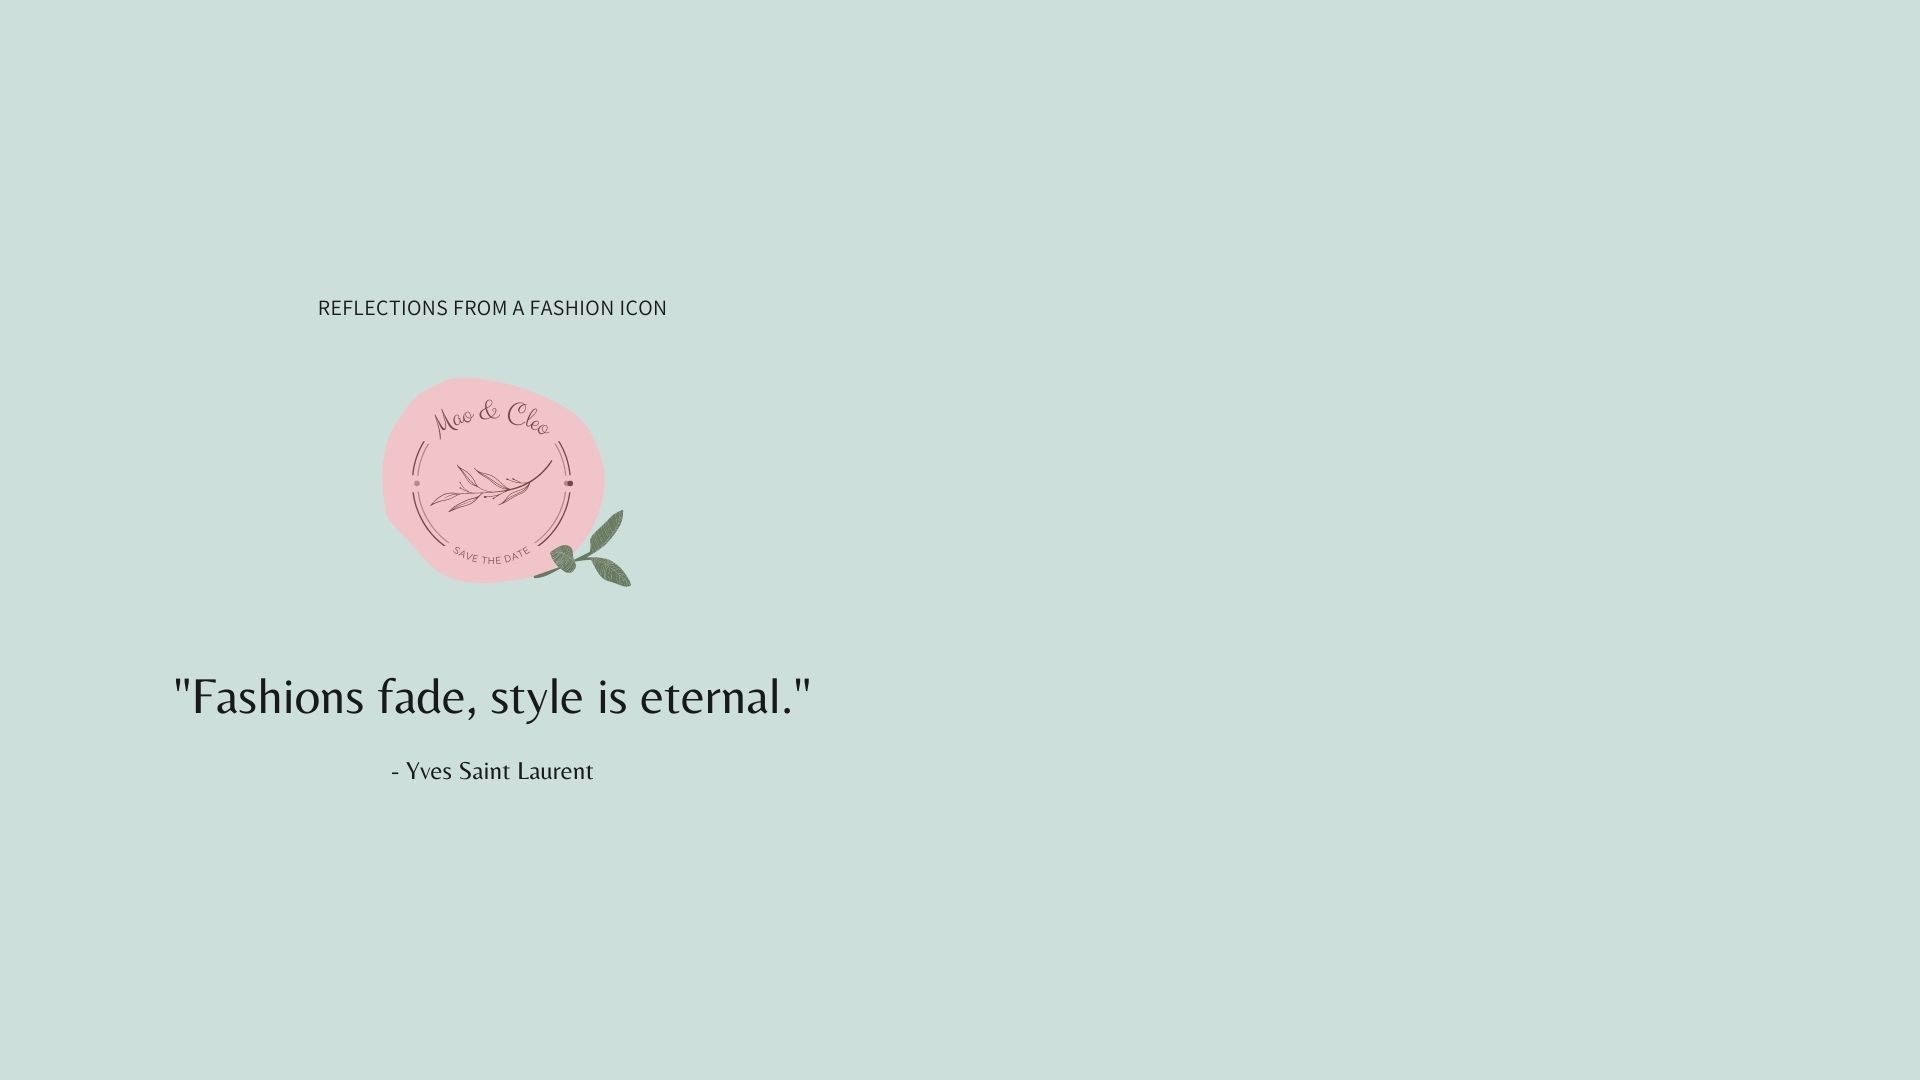 REFLECTIONS FROM A FASHION ICON
Mao & Cleo
SAVE THE DATE
"Fashions fade, style is eternal."
- Yves Saint Laurent